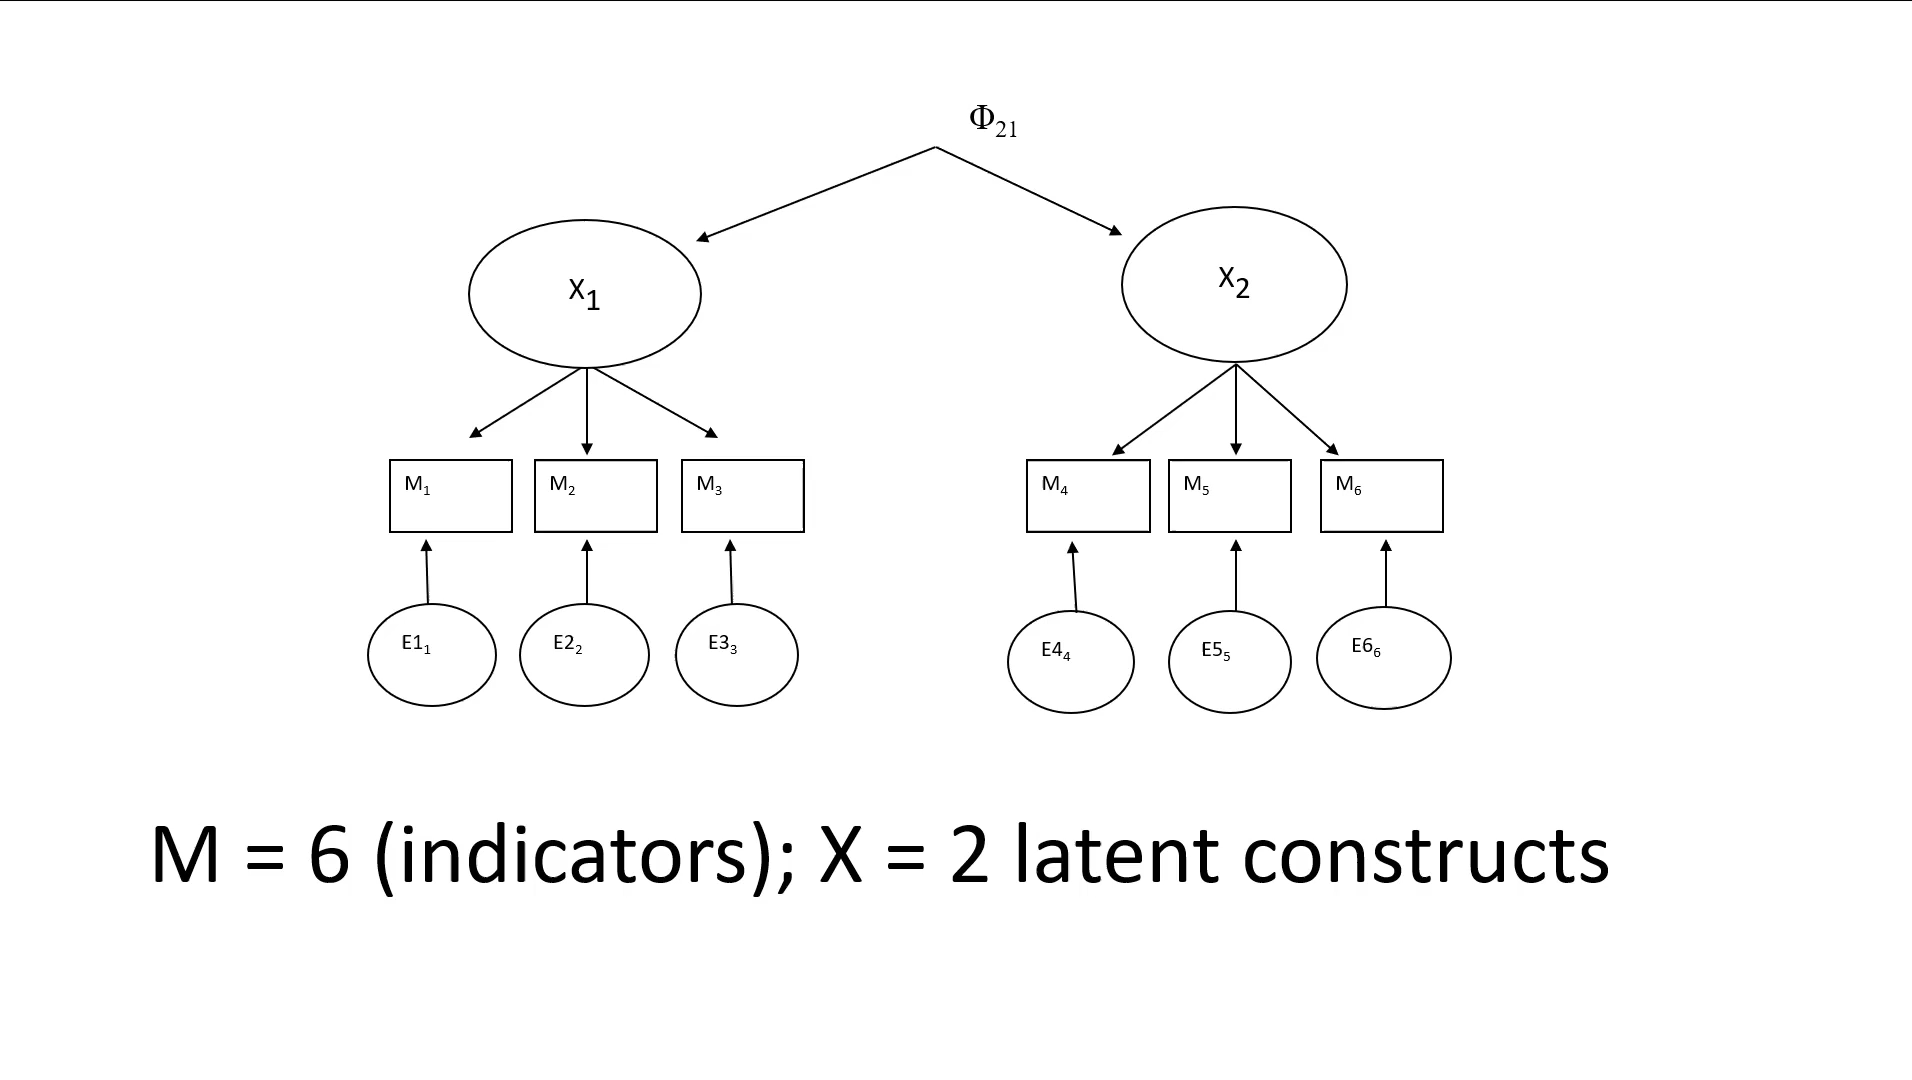 Φ21
X1
X2
M1 M2 M3 M4 M5 M6
E11 E22 E33 E44 E55 E66
M = 6 (indicators); X = 2 latent constructs